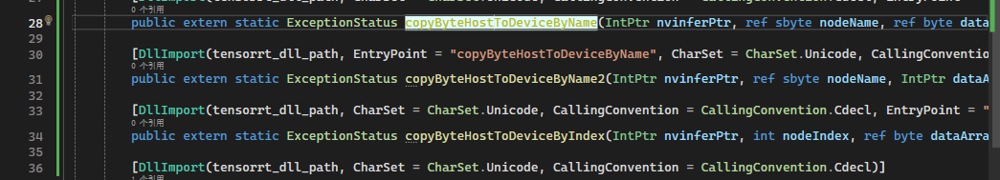 0 个引用
28 public extern static ExceptionStatus copyByteHostToDeviceByName(IntPtr nvinferPtr, ref sbyte nodeName, ref byte data
29
30 [DllImport(tensorrt_dll_path, EntryPoint = "copyByteHostToDeviceByName", CharSet = CharSet.Unicode, CallingConvention
0 个引用
31 public extern static ExceptionStatus copyByteHostToDeviceByName2(IntPtr nvinferPtr, ref sbyte nodeName, IntPtr dataA
32
33 [DllImport(tensorrt_dll_path, CharSet = CharSet.Unicode, CallingConvention = CallingConvention.Cdecl, EntryPoint = "
0 个引用
34 public extern static ExceptionStatus copyByteHostToDeviceByIndex(IntPtr nvinferPtr, int nodeIndex, ref byte dataArra
35
36 [DllImport(tensorrt_dll_path, CharSet = CharSet.Unicode, CallingConvention = CallingConvention.Cdecl)]
1 个引用